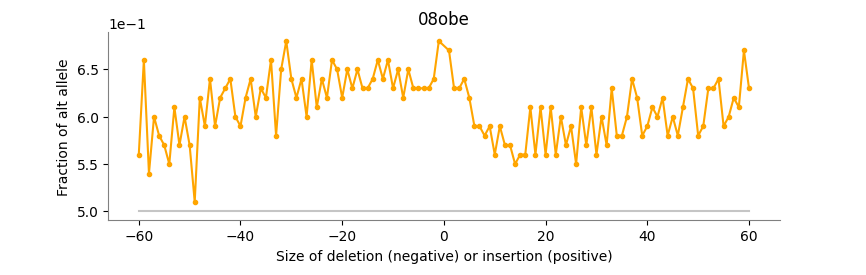 08obe
1e−1
Fraction of alt allele
6.5
6.0
5.5
5.0
−60
−40
−20
0
20
40
60
Size of deletion (negative) or insertion (positive)